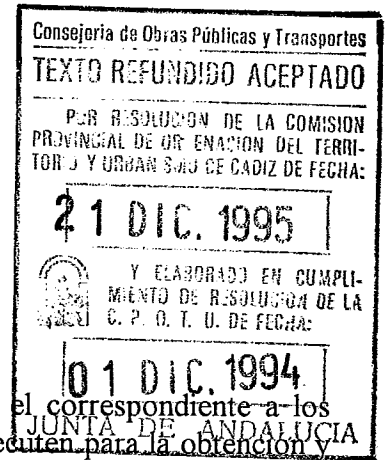 Consejería de Obras Públicas y Transportes
TEXTO REFUNDIDO ACEPTADO
POR RESOLUCION DE LA COMISION
PROVINCIAL DE ORDENACION DEL TERRI-
TORIO Y URBANISMO DE CADIZ DE FECHA:
21 DIC. 1995
Y ELABORADO EN CUMPLI-
MIENTO DE RESOLUCION DE LA
C. P. O. T. U. DE FECHA:
01 DIC. 1994
el correspondiente a los
JUNTA DE ANDALUCIA
ecuten para la obtención y